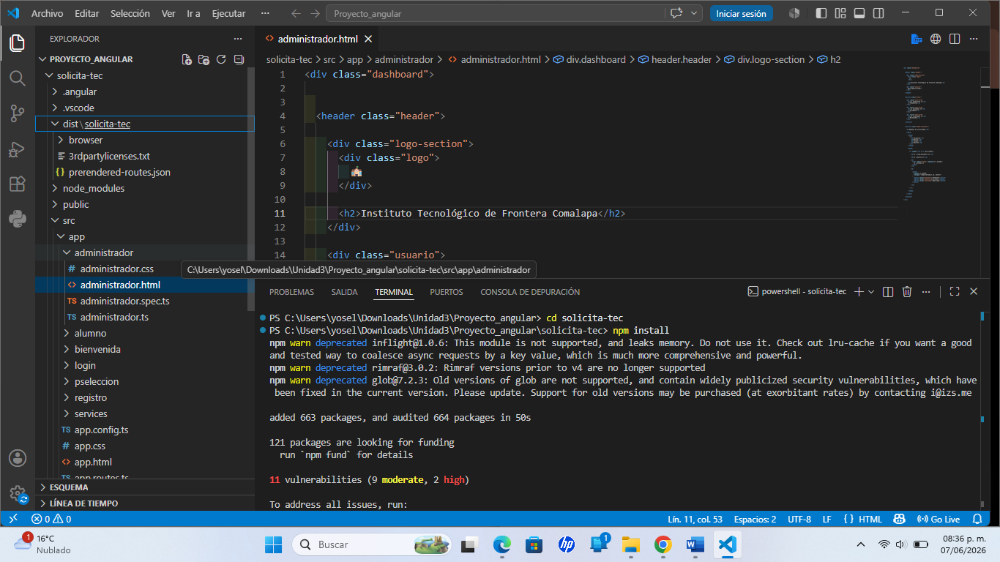 Archivo Editar Selección Ver Ir a Ejecutar ···
Proyecto_angular
Iniciar sesión
EXPLORADOR
PROYECTO_ANGULAR
solicita-tec
.angular
.vscode
dist\solicita-tec
browser
3rdpartylicenses.txt
{} prerendered-routes.json
node_modules
public
src
app
administrador
# administrador.css
<> administrador.html
TS administrador.spec.ts
TS administrador.ts
alumno
bienvenida
login
pseleccion
registro
services
TS app.config.ts
# app.css
<> app.html
TS app.routes.ts
ESQUEMA
LÍNEA DE TIEMPO
<> administrador.html
solicita-tec > src > app > administrador > <> administrador.html > div.dashboard > header.header > div.logo-section > h2
1 <div class="dashboard">
2
3
4 <header class="header">
5
6 <div class="logo-section">
7 <div class="logo">
8 🏫
9 </div>
10
11 <h2>Instituto Tecnológico de Frontera Comalapa</h2>
12 </div>
13
14 <div class="usuario">
C:\Users\yosel\Downloads\Unidad3\Proyecto_angular\solicita-tec\src\app\administrador
PROBLEMAS SALIDA TERMINAL PUERTOS CONSOLA DE DEPURACIÓN
powershell - solicita-tec
PS C:\Users\yosel\Downloads\Unidad3\Proyecto_angular> cd solicita-tec
PS C:\Users\yosel\Downloads\Unidad3\Proyecto_angular\solicita-tec> npm install
npm warn deprecated inflight@1.0.6: This module is not supported, and leaks memory. Do not use it. Check out lru-cache if you want a good
and tested way to coalesce async requests by a key value, which is much more comprehensive and powerful.
npm warn deprecated rimraf@3.0.2: Rimraf versions prior to v4 are no longer supported
npm warn deprecated glob@7.2.3: Old versions of glob are not supported, and contain widely publicized security vulnerabilities, which have
been fixed in the current version. Please update. Support for old versions may be purchased (at exorbitant rates) by contacting i@izs.me
added 663 packages, and audited 664 packages in 50s
121 packages are looking for funding
run `npm fund` for details
11 vulnerabilities (9 moderate, 2 high)
To address all issues, run:
0 0
Lín. 11, col. 53 Espacios: 2 UTF-8 LF {} HTML Go Live
1
16°C
Nublado
Buscar
hp
1
08:36 p. m.
07/06/2026